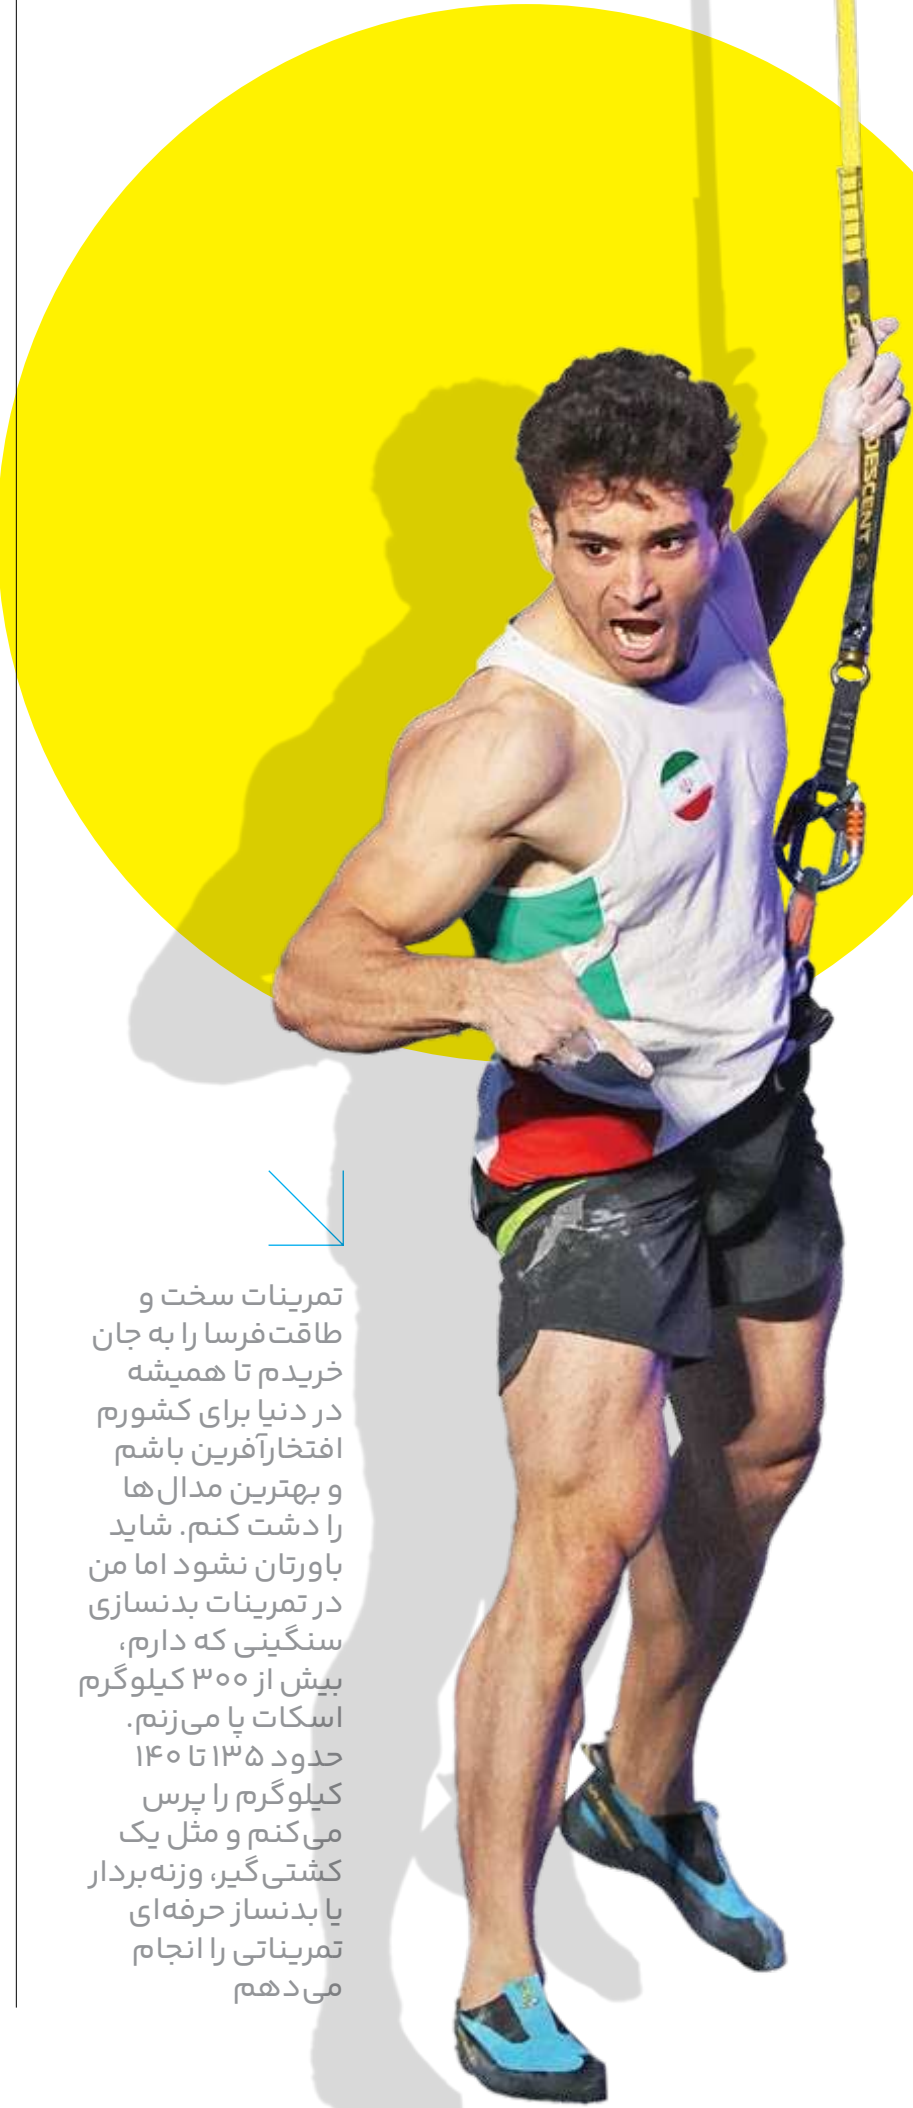 DESCENT
تمرینات سخت و
طاقت‌فرسا را به جان
خریدم تا همیشه
در دنیا برای کشورم
افتخارآفرین باشم
و بهترین مدال‌ها
را دشت کنم. شاید
باورتان نشود اما من
در تمرینات بدنسازی
سنگینی که دارم،
بیش از ۳۰۰ کیلوگرم
اسکات پا می‌زنم.
حدود ۱۳۵ تا ۱۴۰
کیلوگرم را پرس
می‌کنم و مثل یک
کشتی‌گیر، وزنه‌بردار
یا بدنساز حرفه‌ای
تمریناتی را انجام
می‌دهم